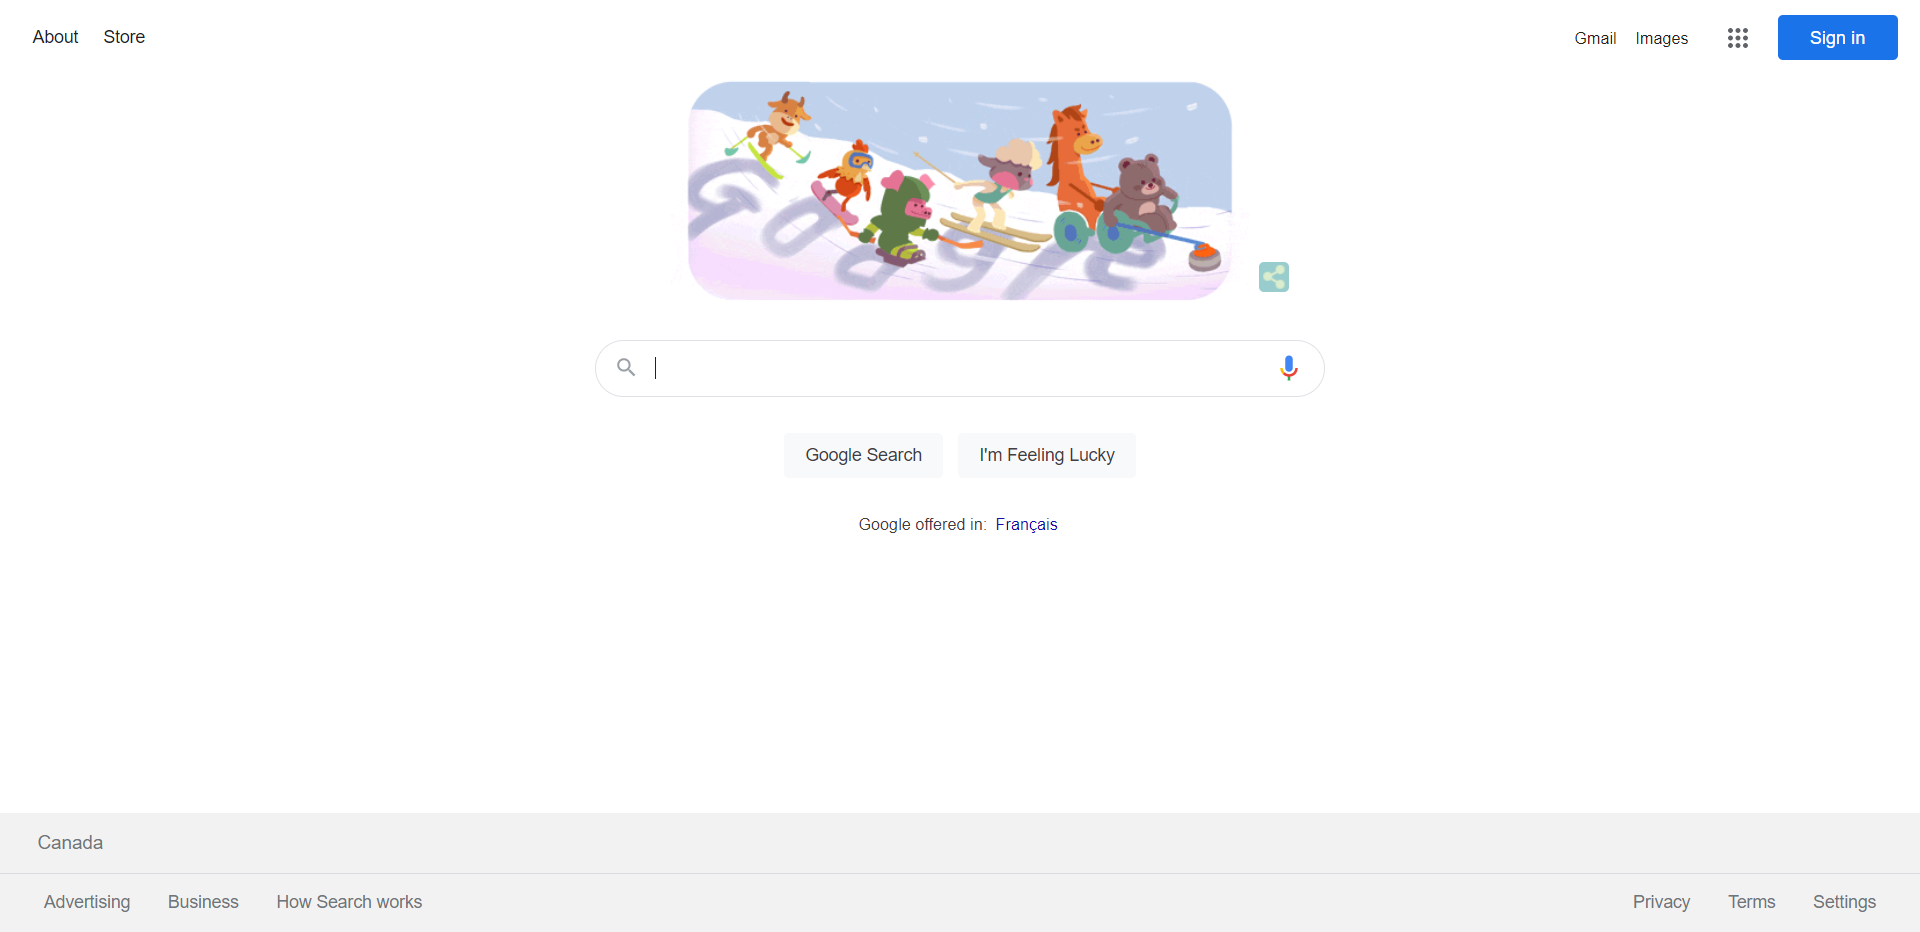 About Store Gmail Images Sign in
Google
Google Search I'm Feeling Lucky
Google offered in: Français
Canada
Advertising Business How Search works Privacy Terms Settings